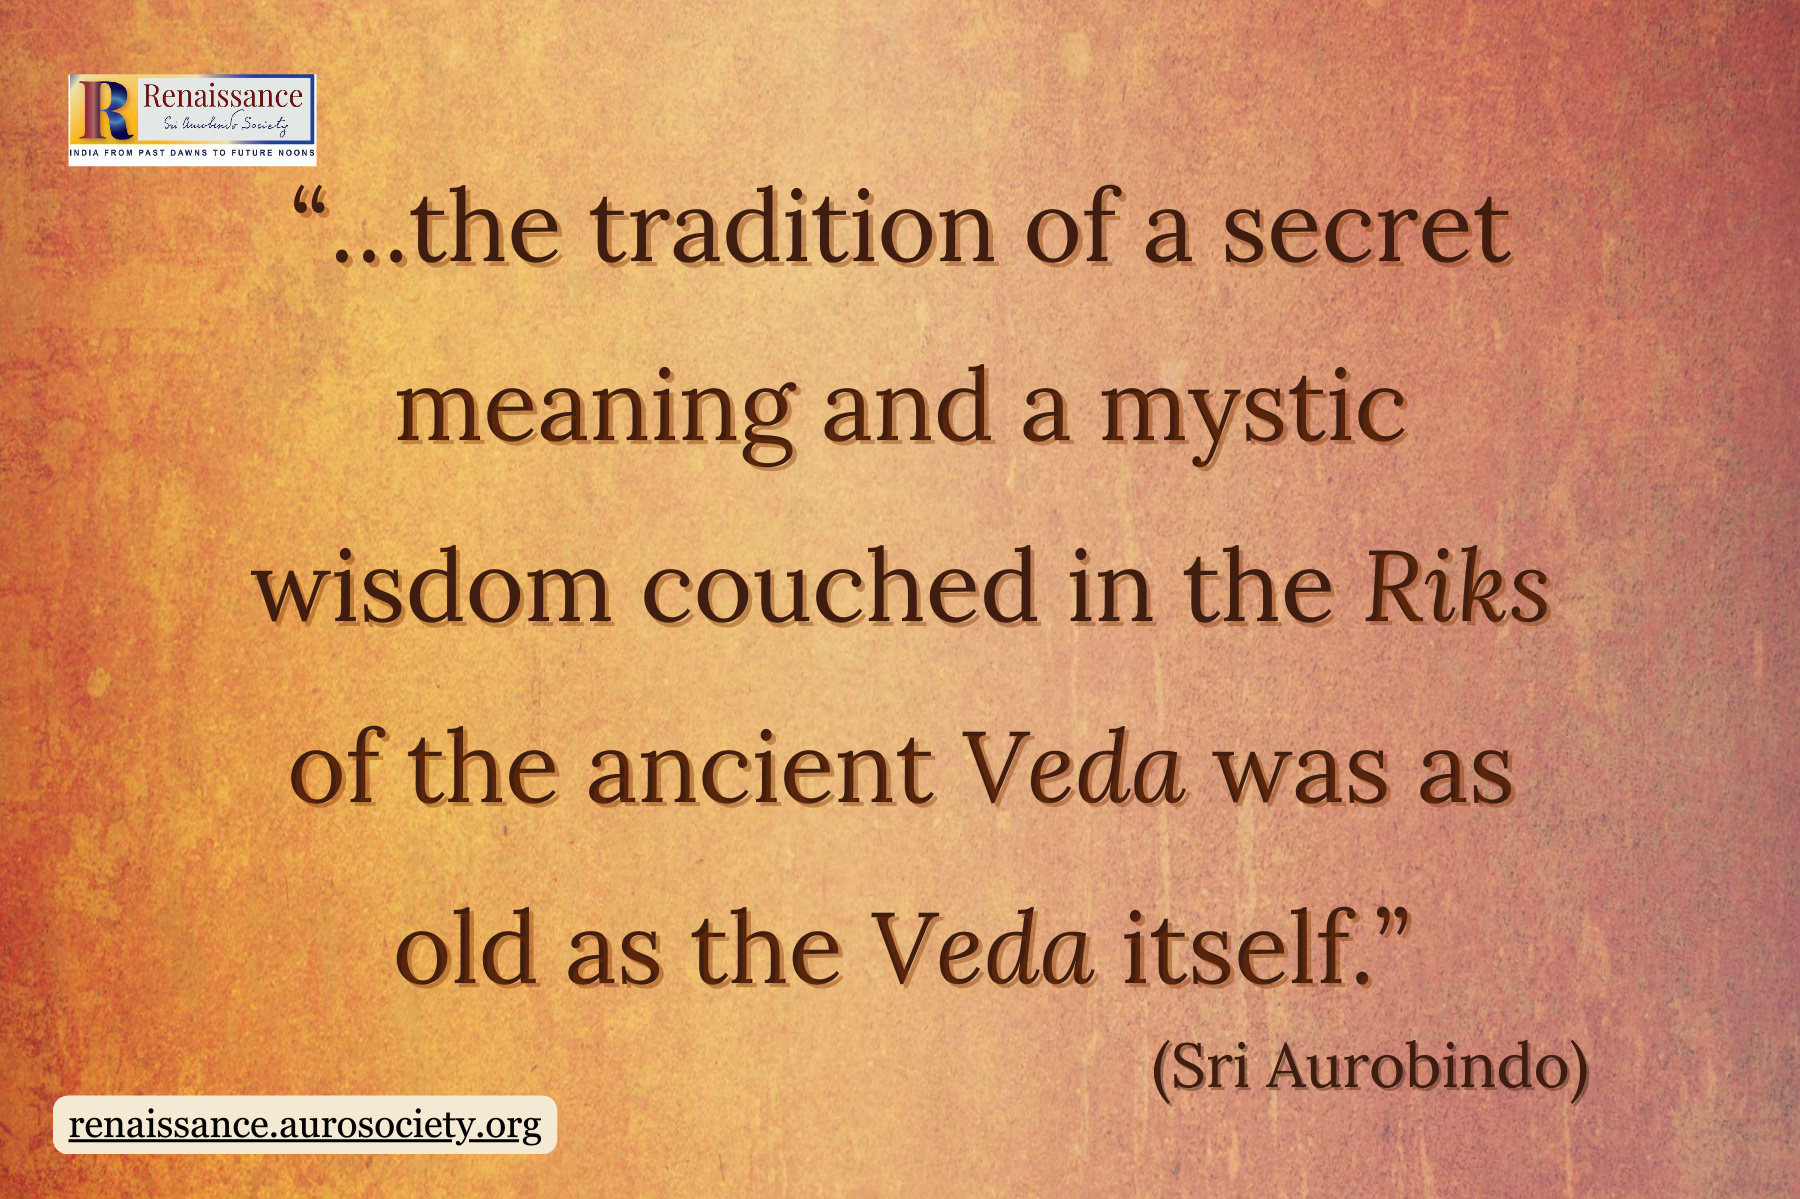 R Renaissance
Sri Aurobindo Society
INDIA FROM PAST DAWNS TO FUTURE NOONS
“...the tradition of a secret
meaning and a mystic
wisdom couched in the Riks
of the ancient Veda was as
old as the Veda itself.”
(Sri Aurobindo)
renaissance.aurosociety.org